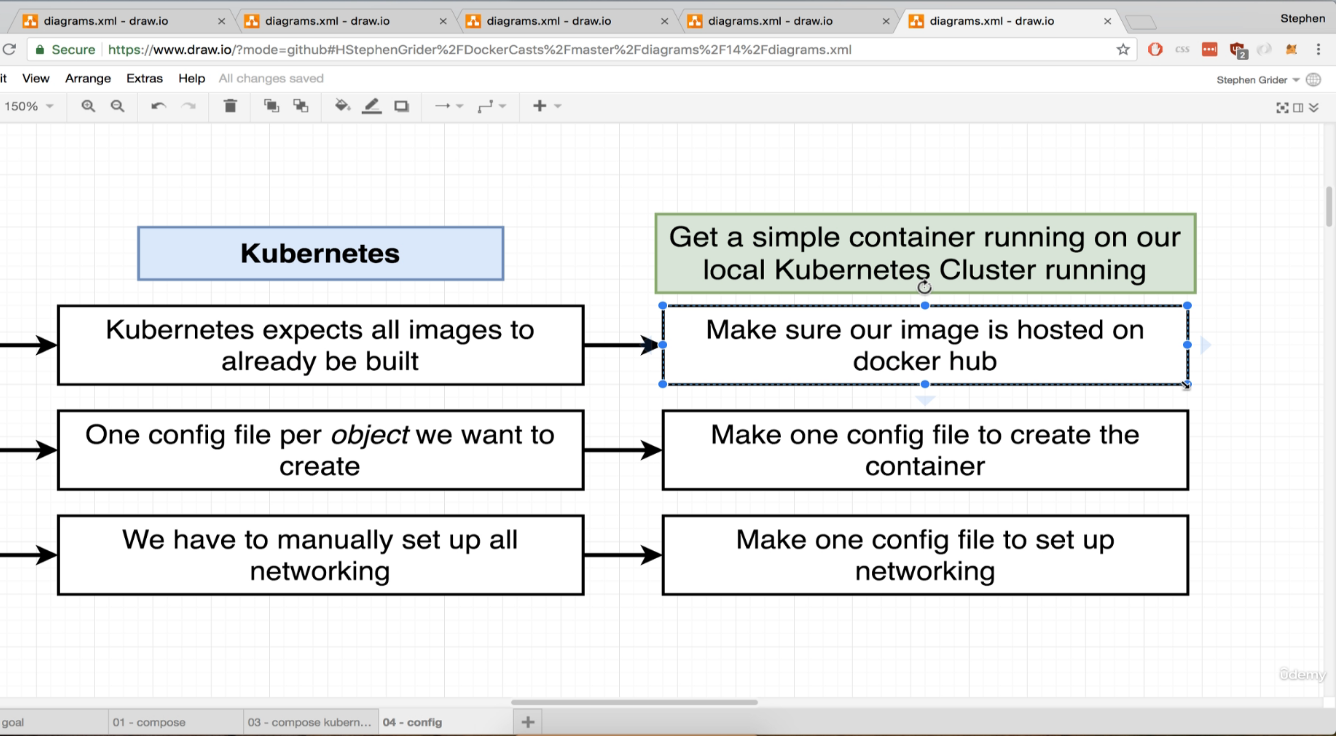 diagrams.xml - draw.io
diagrams.xml - draw.io
diagrams.xml - draw.io
diagrams.xml - draw.io
diagrams.xml - draw.io
Stephen
Secure
https://www.draw.io/?mode=github#HStephenGrider%2FDockerCasts%2Fmaster%2Fdiagrams%2F14%2Fdiagrams.xml
css
2
it View Arrange Extras Help All changes saved
Stephen Grider
150%
Kubernetes
Get a simple container running on our
local Kubernetes Cluster running
Kubernetes expects all images to
already be built
Make sure our image is hosted on
docker hub
One config file per object we want to
create
Make one config file to create the
container
We have to manually set up all
networking
Make one config file to set up
networking
ûdemy
goal
01 - compose
03 - compose kubern...
04 - config